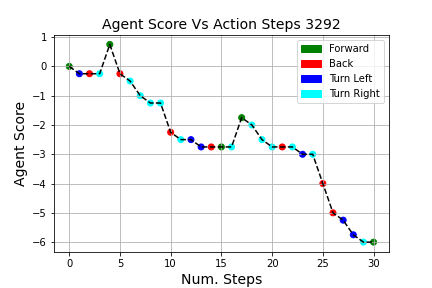 Agent Score Vs Action Steps 3292
Forward
Back
Turn Left
Turn Right
Agent Score
1
0
−1
−2
−3
−4
−5
−6
0 5 10 15 20 25 30
Num. Steps